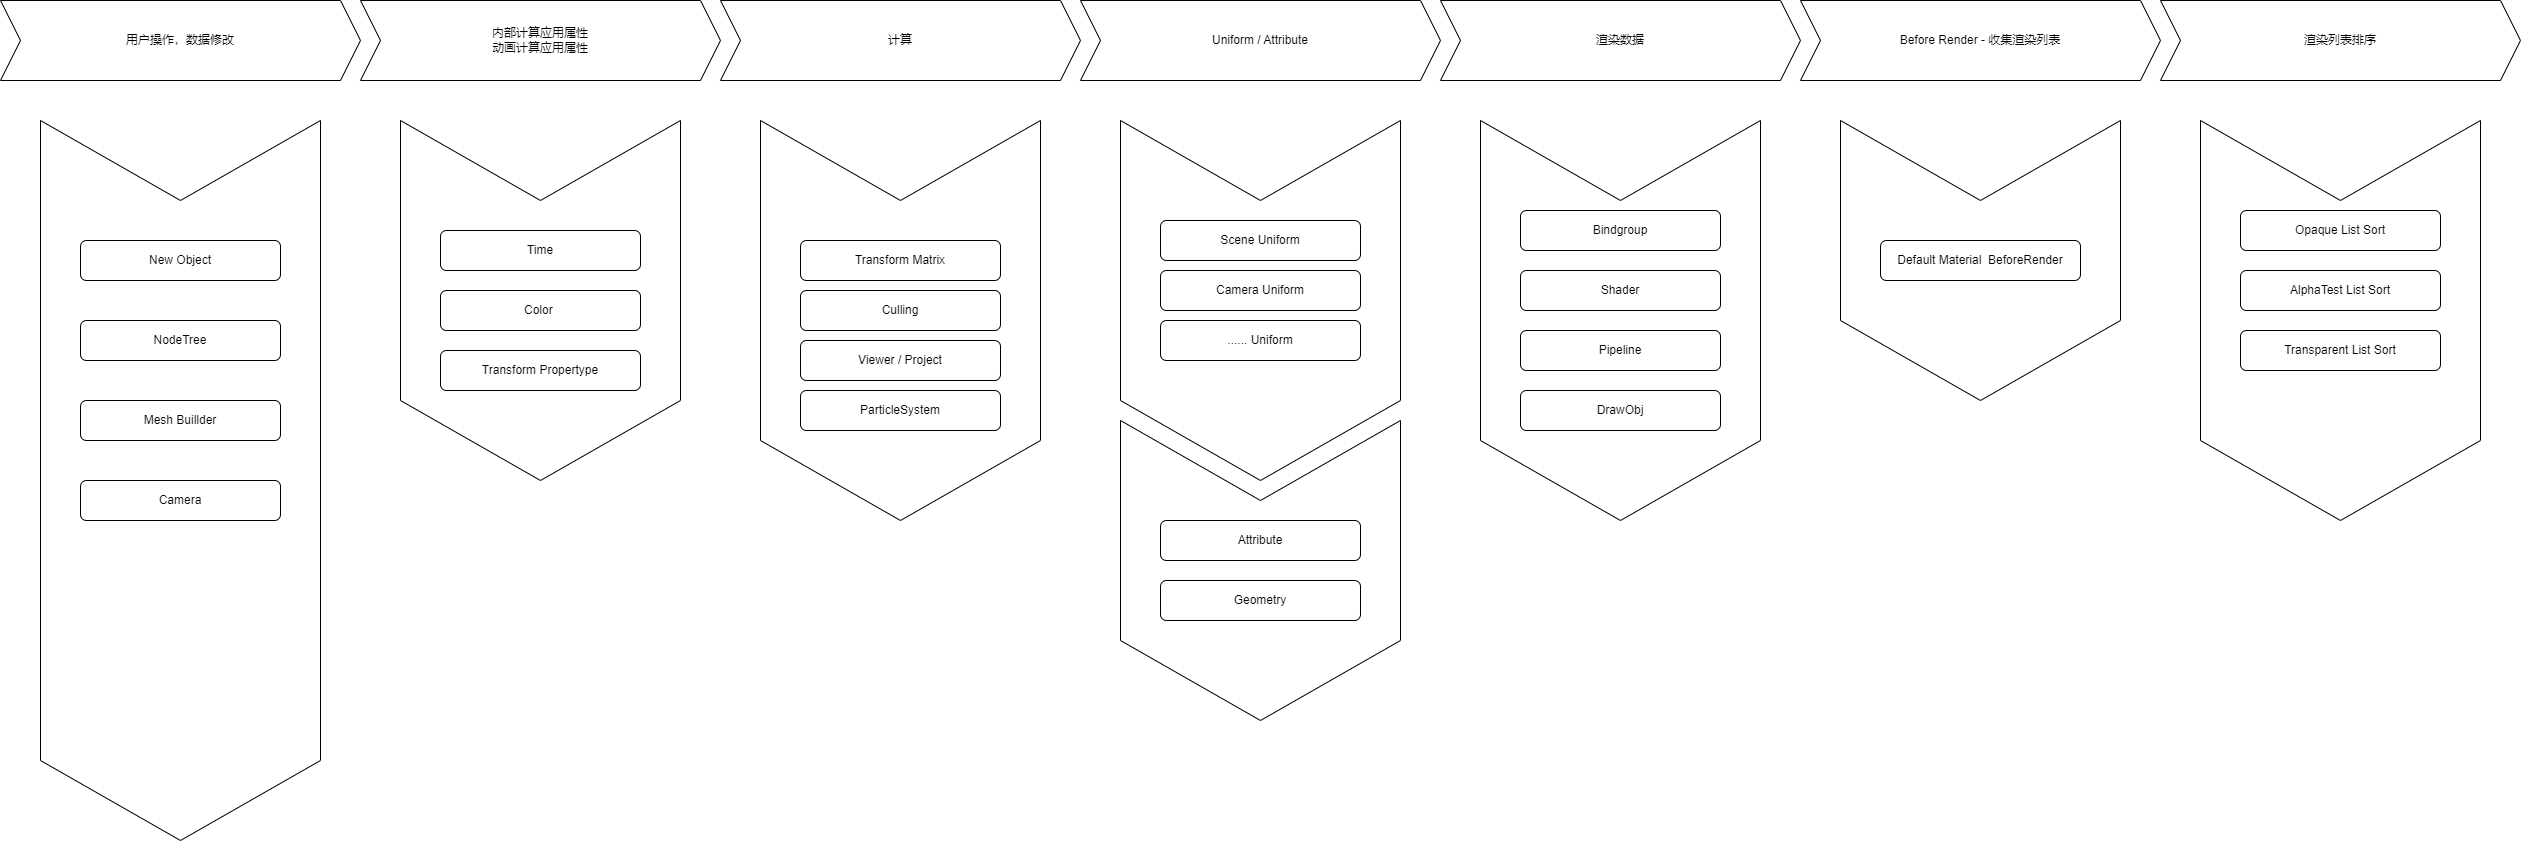 用户操作，数据修改
内部计算应用属性
动画计算应用属性
计算
Uniform / Attribute
渲染数据
Before Render - 收集渲染列表
渲染列表排序
New Object
NodeTree
Mesh Buillder
Camera
Time
Color
Transform Propertype
Transform Matrix
Culling
Viewer / Project
ParticleSystem
Scene Uniform
Camera Uniform
...... Uniform
Attribute
Geometry
Bindgroup
Shader
Pipeline
DrawObj
Default Material  BeforeRender
Opaque List Sort
AlphaTest List Sort
Transparent List Sort